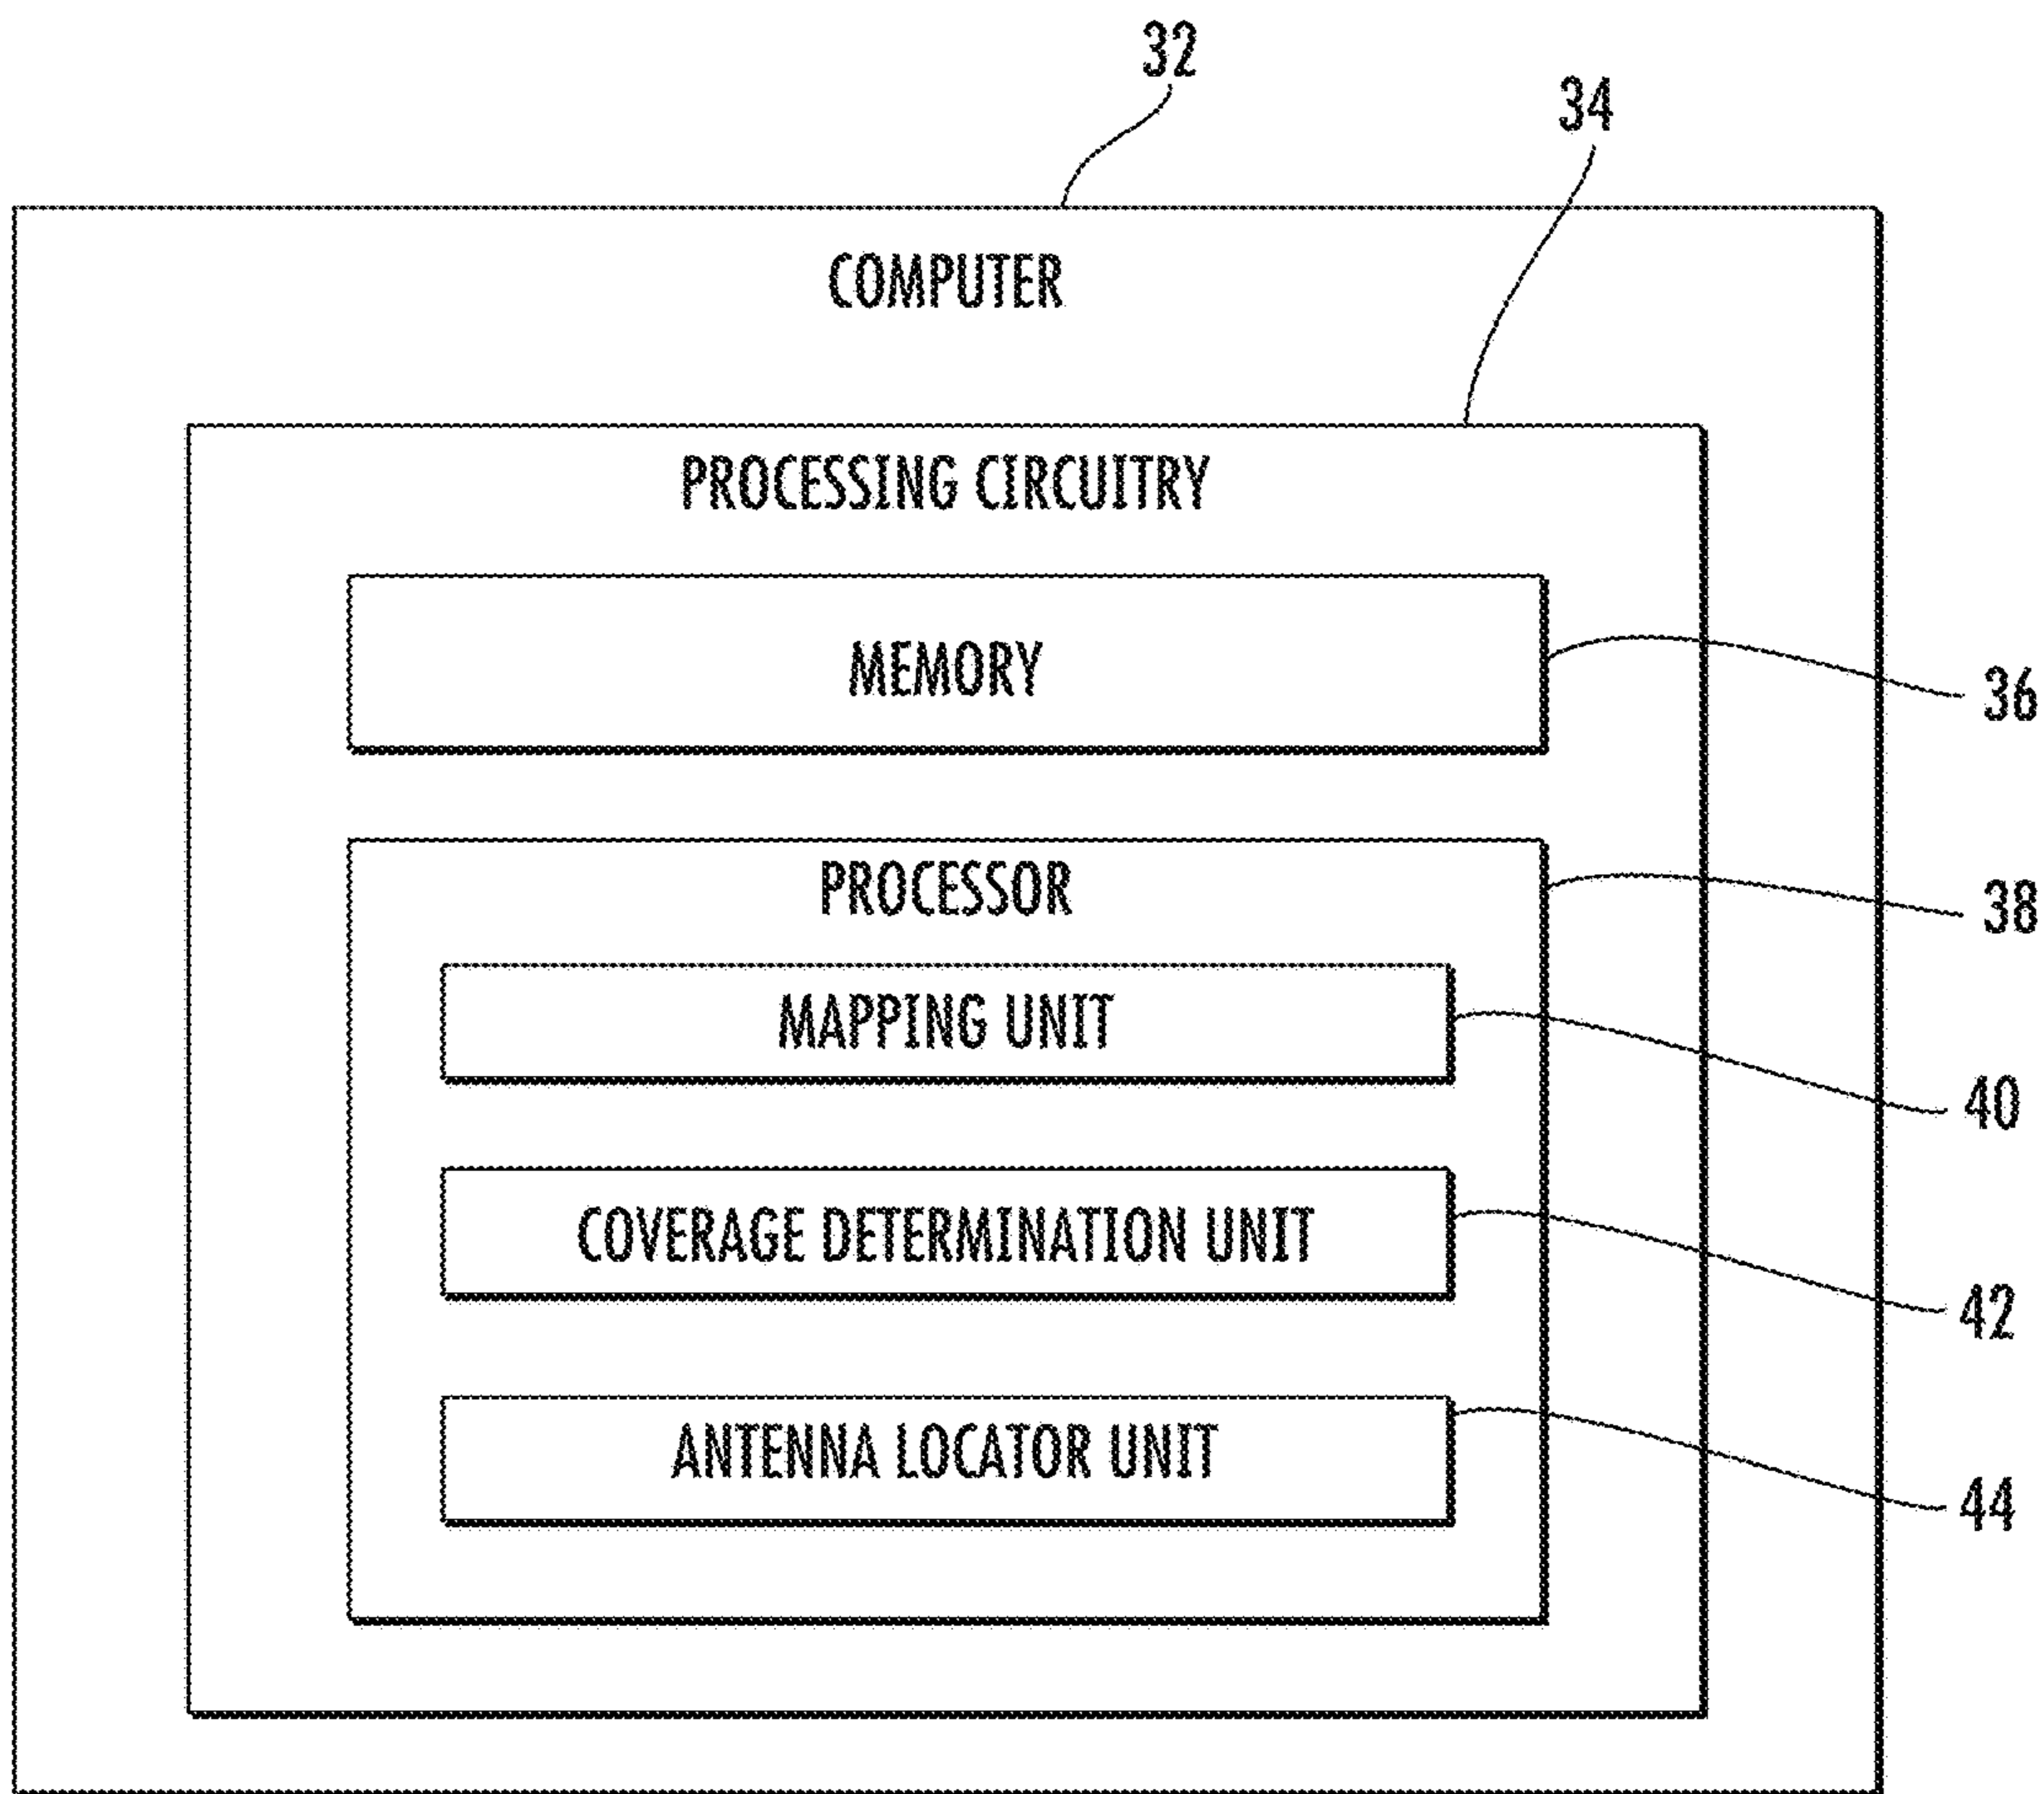 32
34
COMPUTER
PROCESSING CIRCUITRY
MEMORY
36
PROCESSOR
38
MAPPING UNIT
40
COVERAGE DETERMINATION UNIT
42
ANTENNA LOCATOR UNIT
44